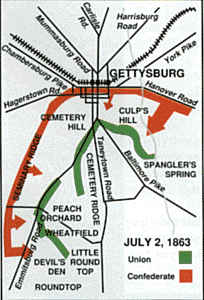 Mummasburg Road
Carlisle Road
Harrisburg Road
Chambersburg Pike
York Pike
GETTYSBURG
Hagerstown Rd.
Hanover Road
CEMETERY HILL
CULP'S HILL
SEMINARY RIDGE
CEMETERY RIDGE
Taneytown Road
Baltimore Pike
SPANGLER'S SPRING
PEACH ORCHARD
WHEATFIELD
Emmitsburg Road
LITTLE ROUND TOP
DEVIL'S DEN
ROUNDTOP
JULY 2, 1863
Union
Confederate